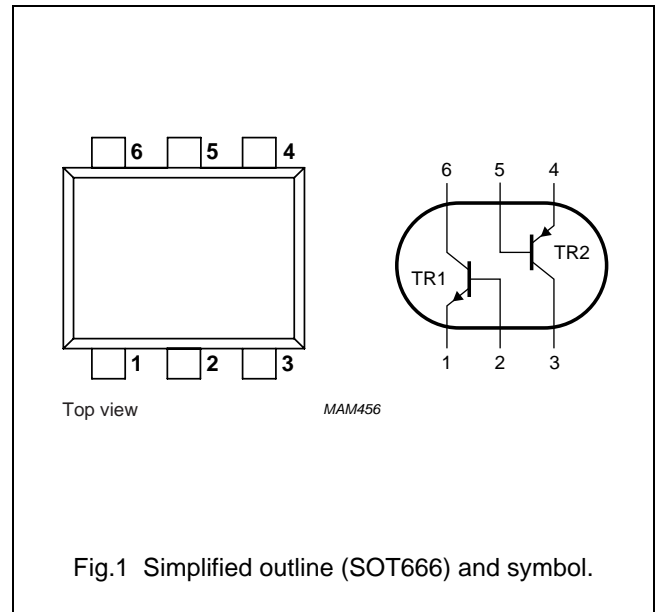 6 5 4
1 2 3
Top view
6 5 4
TR1
TR2
1 2 3
MAM456
Fig.1 Simplified outline (SOT666) and symbol.